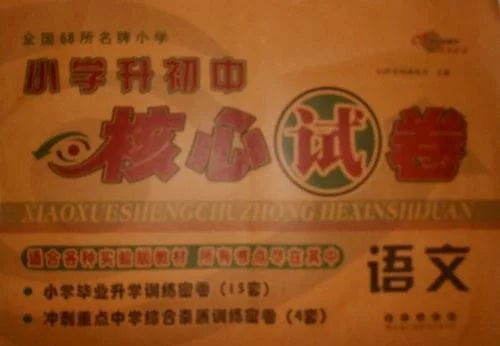 全国68所名牌小学
小学升初中
核心试卷
XIAOXUESHENGCHUZHONG HEXINSHIJUAN
适合各种实验版教材 所有考点尽在其中
语文
小学毕业升学训练密卷（15套）
冲刺重点中学综合素质训练密卷（4套）